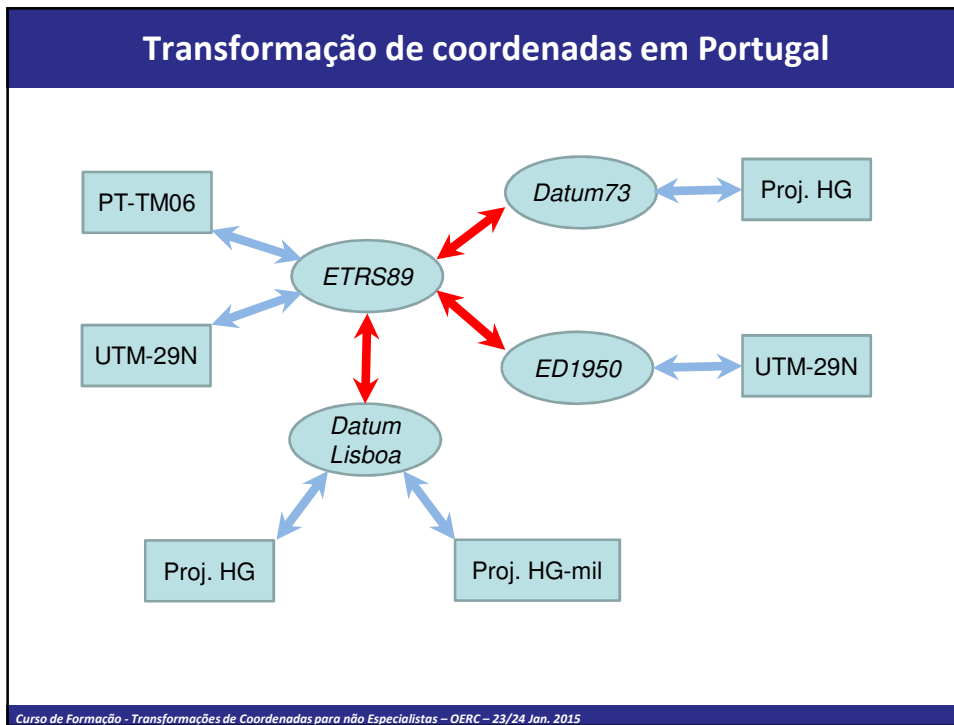 Transformação de coordenadas em Portugal
PT-TM06
Datum73
Proj. HG
ETRS89
UTM-29N
ED1950
UTM-29N
Datum
Lisboa
Proj. HG
Proj. HG-mil
Curso de Formação - Transformações de Coordenadas para não Especialistas – OERC – 23/24 Jan. 2015